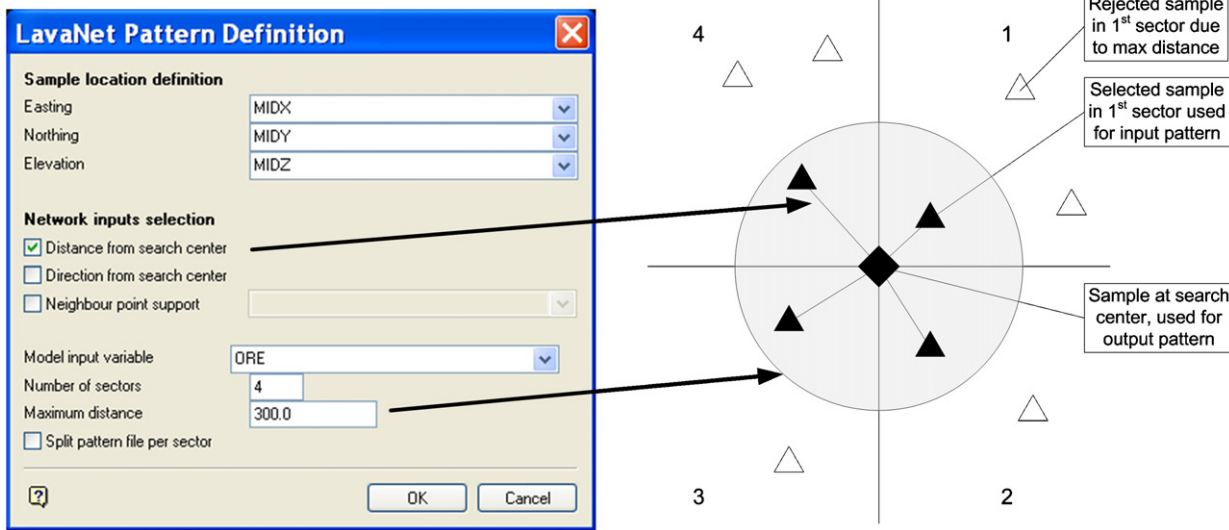 LavaNet Pattern Definition
Sample location definition
Easting
MIDX
Northing
MIDY
Elevation
MIDZ
Network inputs selection
Distance from search center
Direction from search center
Neighbour point support
Model input variable
ORE
Number of sectors
4
Maximum distance
300.0
Split pattern file per sector
?
OK
Cancel
4
1
3
2
Rejected sample
in 1st sector due
to max distance
Selected sample
in 1st sector used
for input pattern
Sample at search
center, used for
output pattern